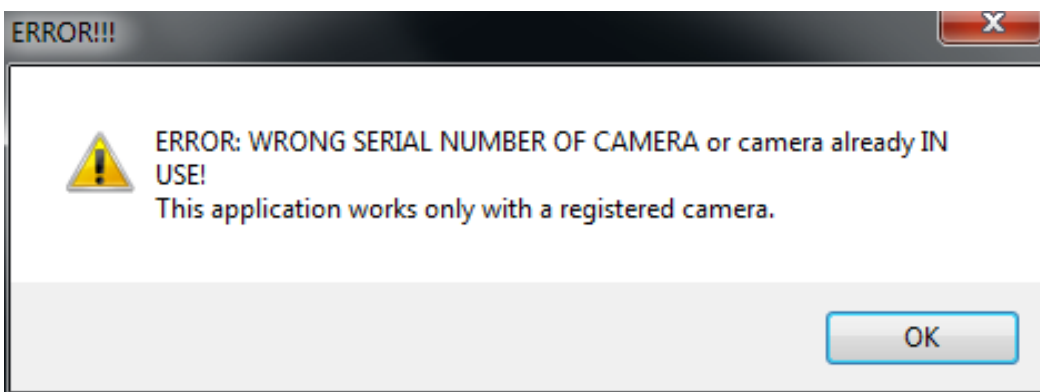 ERROR!!!
ERROR: WRONG SERIAL NUMBER OF CAMERA or camera already IN
USE!
This application works only with a registered camera.
OK